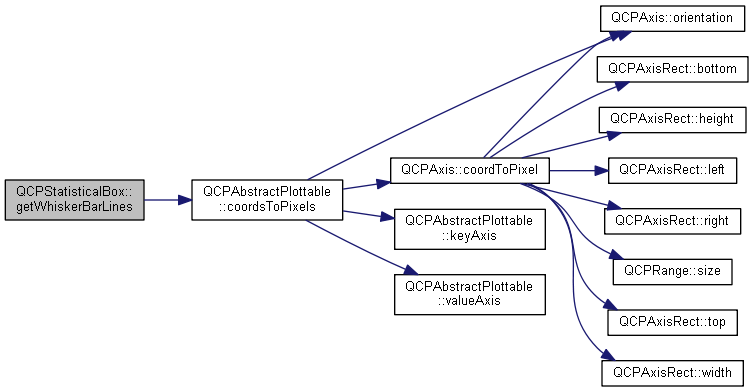 QCPStatisticalBox::
getWhiskerBarLines
QCPAbstractPlottable
::coordsToPixels
QCPAxis::coordToPixel
QCPAbstractPlottable
::keyAxis
QCPAbstractPlottable
::valueAxis
QCPAxis::orientation
QCPAxisRect::bottom
QCPAxisRect::height
QCPAxisRect::left
QCPAxisRect::right
QCPRange::size
QCPAxisRect::top
QCPAxisRect::width